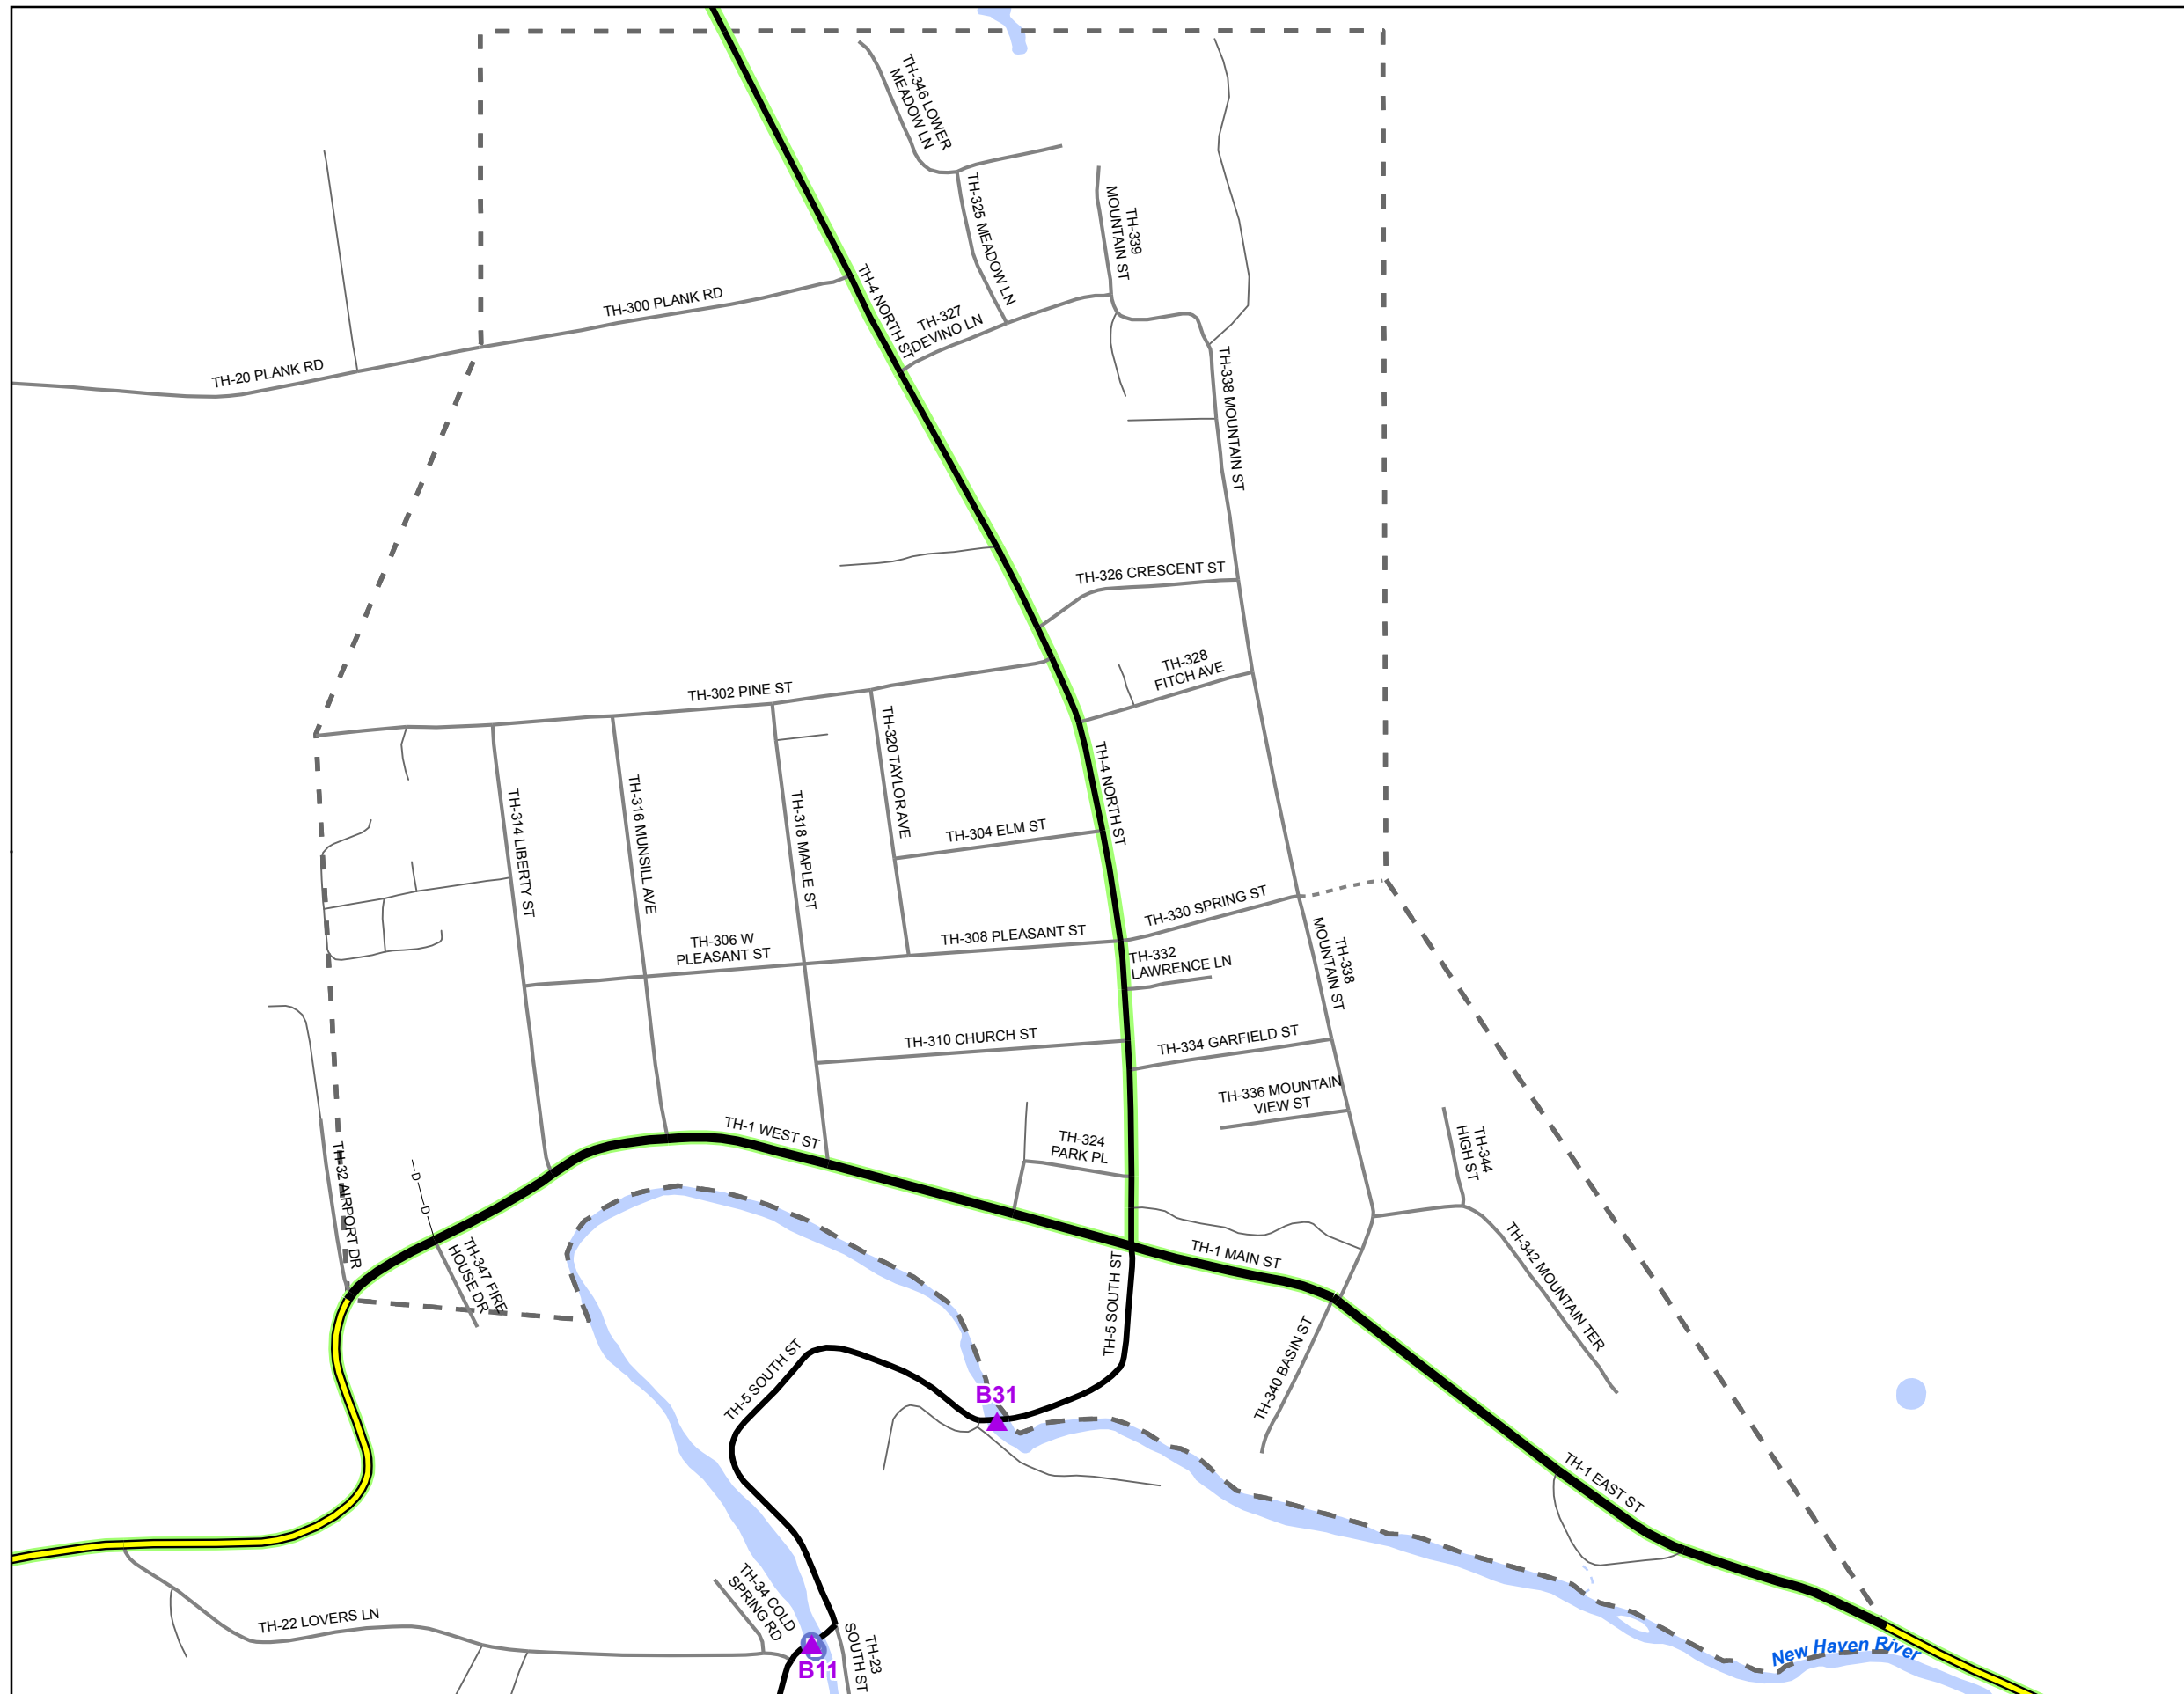 TH-346 LOWER
MEADOW LN
TH-325 MEADOW LN
TH-339
MOUNTAIN ST
TH-300 PLANK RD
TH-4 NORTH ST
TH-327
DEVINO LN
TH-20 PLANK RD
TH-338 MOUNTAIN ST
TH-326 CRESCENT ST
TH-328
FITCH AVE
TH-302 PINE ST
TH-320 TAYLOR AVE
TH-4 NORTH ST
TH-314 LIBERTY ST
TH-316 MUNSILL AVE
TH-318 MAPLE ST
TH-304 ELM ST
TH-330 SPRING ST
TH-306 W
PLEASANT ST
TH-308 PLEASANT ST
TH-332
LAWRENCE LN
TH-338
MOUNTAIN ST
TH-310 CHURCH ST
TH-334 GARFIELD ST
TH-336 MOUNTAIN
VIEW ST
TH-1 WEST ST
TH-324
PARK PL
TH-344
HIGH ST
TH-32 AIRPORT DR
D
D
TH-347 FIRE
HOUSE DR
TH-1 MAIN ST
TH-342 MOUNTAIN TER
TH-5 SOUTH ST
TH-5 SOUTH ST
TH-340 BASIN ST
B31
TH-1 EAST ST
TH-34 COLD
SPRING RD
TH-22 LOVERS LN
TH-23
SOUTH ST
B11
New Haven River